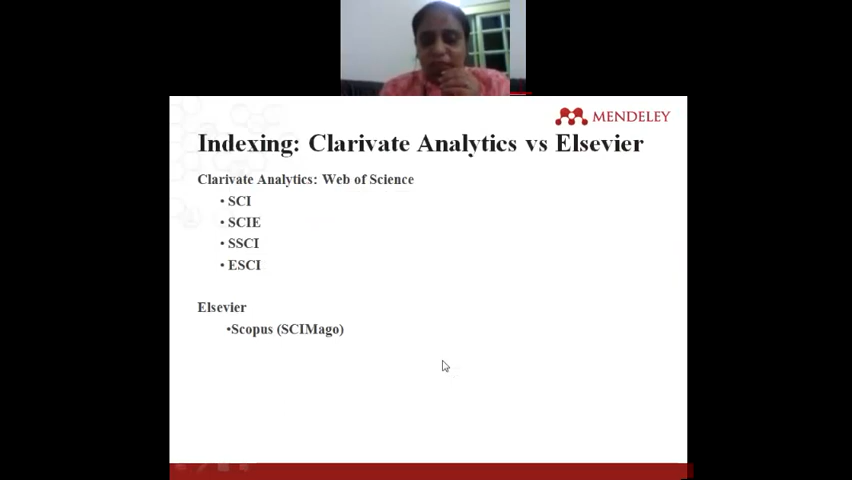 MENDELEY
Indexing: Clarivate Analytics vs Elsevier
Clarivate Analytics: Web of Science
• SCI
• SCIE
• SSCI
• ESCI
Elsevier
•Scopus (SCIMago)